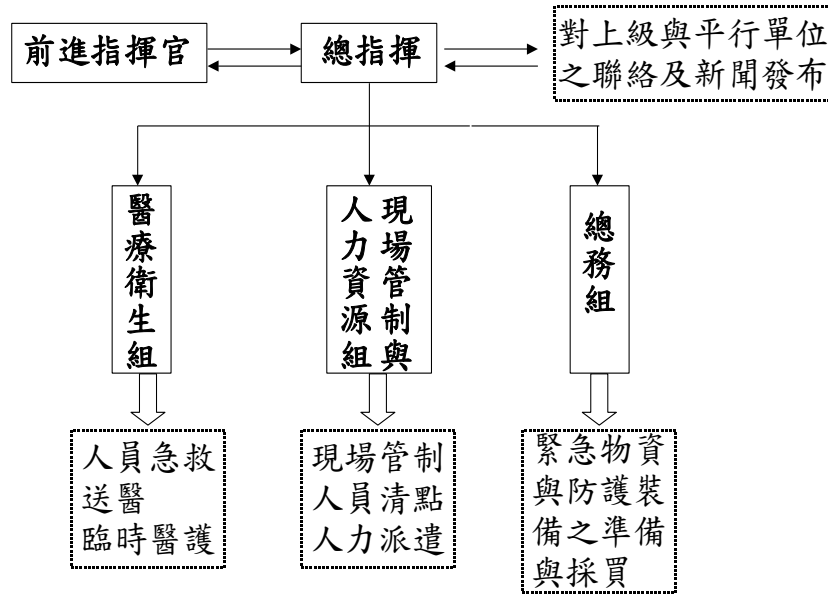 前進指揮官
總指揮
對上級與平行單位
之聯絡及新聞發布
醫療衛生組
現場管制與
人力資源組
總務組
人員急救
送醫
臨時醫護
現場管制
人員清點
人力派遣
緊急物資
與防護裝
備之準備
與採買